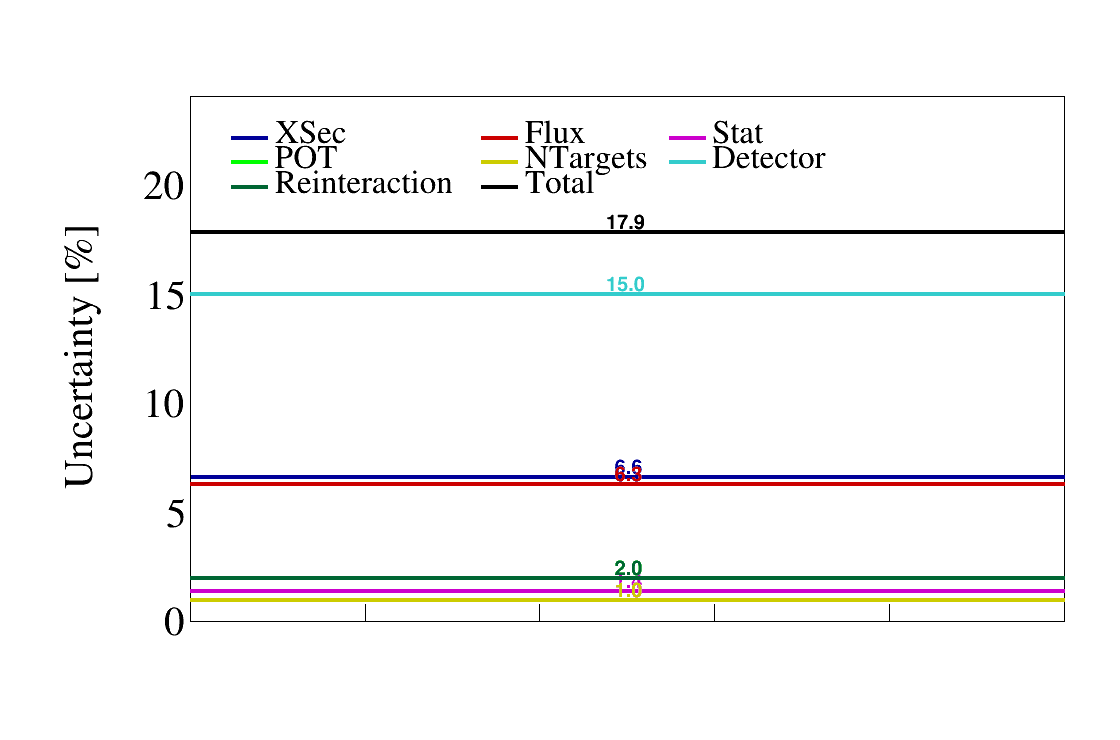 XSec Flux Stat
POT NTargets Detector
Reinteraction Total
Uncertainty [%]
20
15
10
5
0
17.9
15.0
6.6
6.3
2.0
1.0